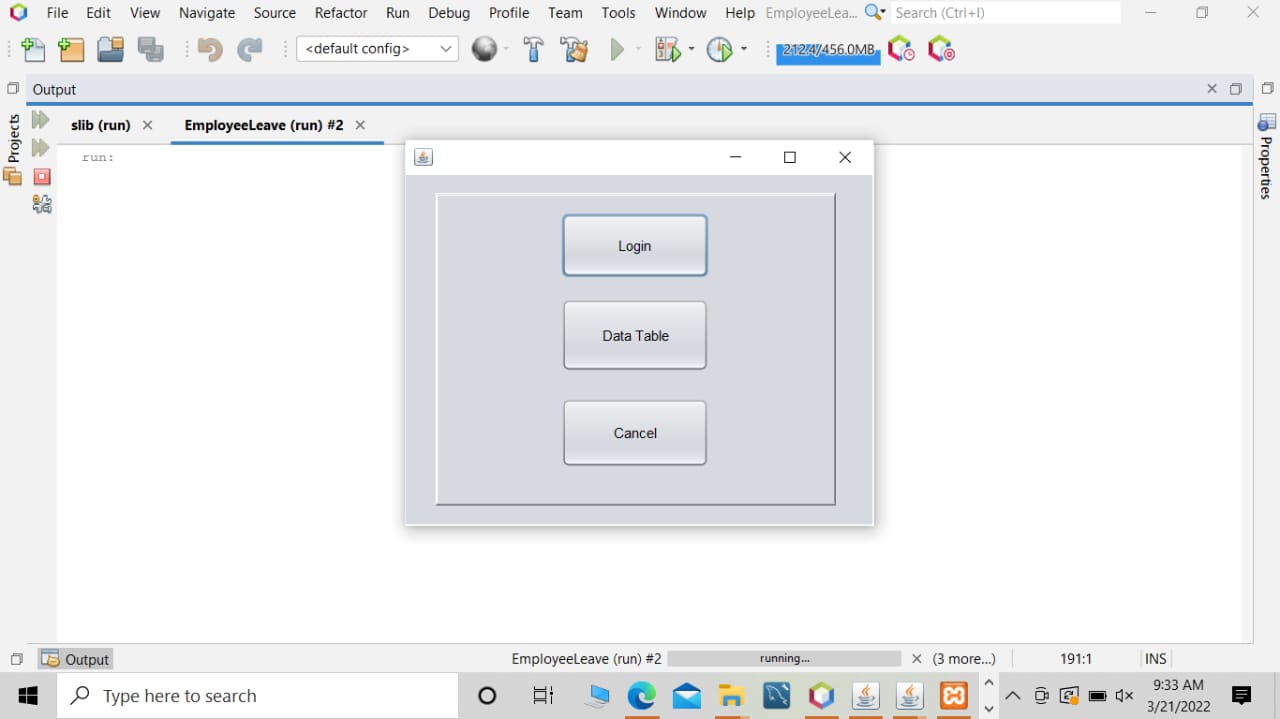 File Edit View Navigate Source Refactor Run Debug Profile Team Tools Window Help EmployeeLea... Search (Ctrl+I)
<default config> 212.4/456.0MB
Output
Projects
slib (run) EmployeeLeave (run) #2
run:
Properties
Login
Data Table
Cancel
Output EmployeeLeave (run) #2 running... (3 more...) 191:1 INS
Type here to search
9:33 AM
3/21/2022